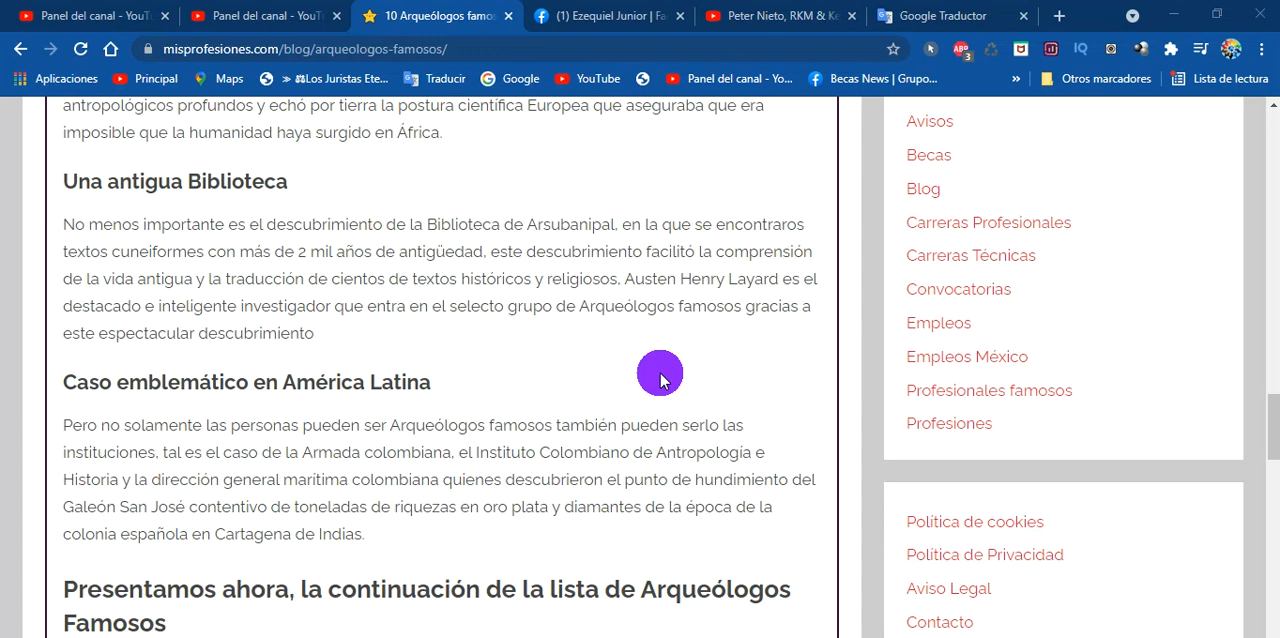 Panel del canal - YouTu
Panel del canal - YouTu
10 Arqueólogos famos
(1) Ezequiel Junior | Fa
Peter Nieto, RKM & Ke
Google Traductor
misprofesiones.com/blog/arqueologos-famosos/
ABP
3
IQ
Aplicaciones
Principal
Maps
» ⚖Los Juristas Ete...
Traducir
Google
YouTube
Panel del canal - Yo...
Becas News | Grupo...
»
Otros marcadores
Lista de lectura
antropológicos profundos y echó por tierra la postura científica Europea que aseguraba que era
imposible que la humanidad haya surgido en África.
Una antigua Biblioteca
No menos importante es el descubrimiento de la Biblioteca de Arsubanipal, en la que se encontraros
textos cuneiformes con más de 2 mil años de antigüedad, este descubrimiento facilitó la comprensión
de la vida antigua y la traducción de cientos de textos históricos y religiosos, Austen Henry Layard es el
destacado e inteligente investigador que entra en el selecto grupo de Arqueólogos famosos gracias a
este espectacular descubrimiento
Caso emblemático en América Latina
Pero no solamente las personas pueden ser Arqueólogos famosos también pueden serlo las
instituciones, tal es el caso de la Armada colombiana, el Instituto Colombiano de Antropología e
Historia y la dirección general marítima colombiana quienes descubrieron el punto de hundimiento del
Galeón San José contentivo de toneladas de riquezas en oro plata y diamantes de la época de la
colonia española en Cartagena de Indias.
Presentamos ahora, la continuación de la lista de Arqueólogos
Famosos
Avisos
Becas
Blog
Carreras Profesionales
Carreras Técnicas
Convocatorias
Empleos
Empleos México
Profesionales famosos
Profesiones
Política de cookies
Política de Privacidad
Aviso Legal
Contacto